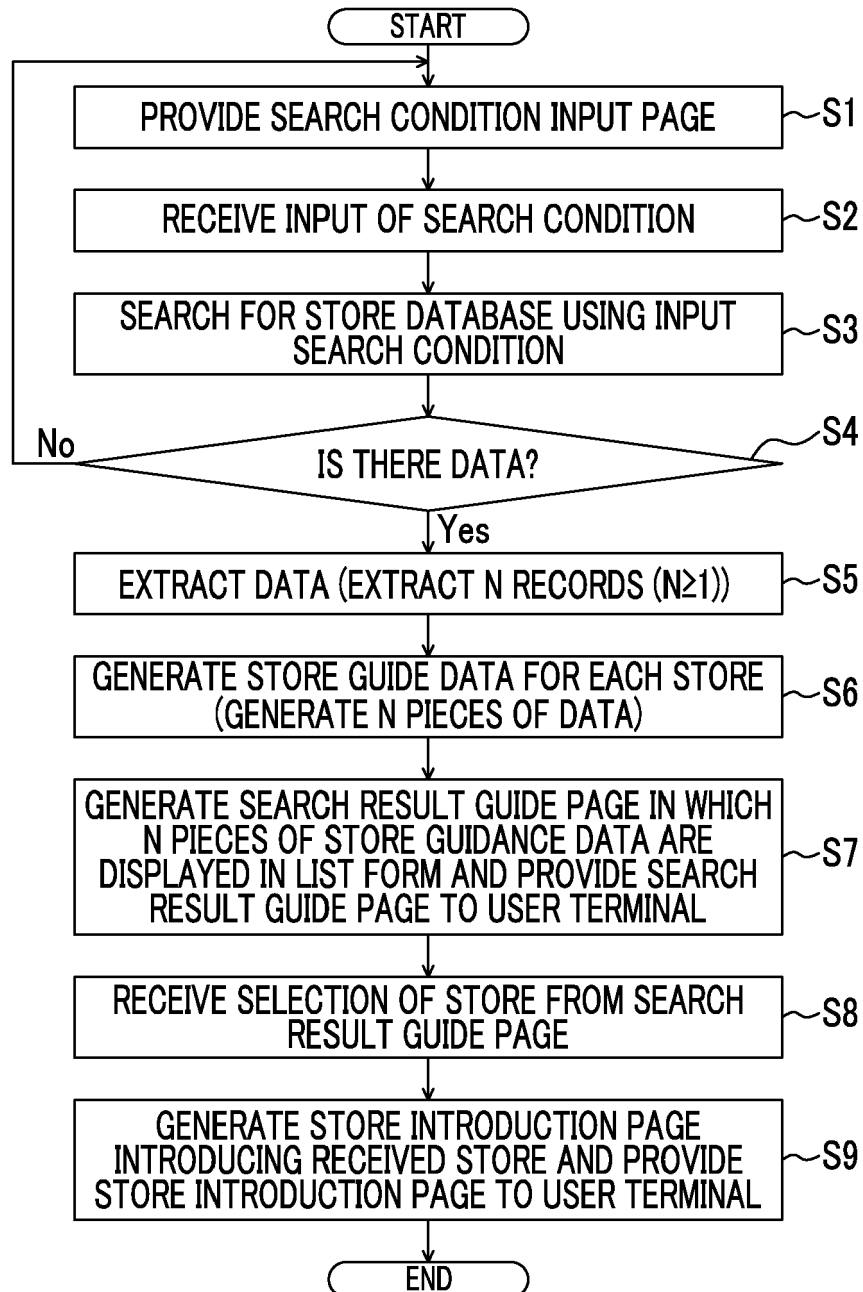 START
PROVIDE SEARCH CONDITION INPUT PAGE
S1
RECEIVE INPUT OF SEARCH CONDITION
S2
SEARCH FOR STORE DATABASE USING INPUT
SEARCH CONDITION
S3
IS THERE DATA?
S4
No
Yes
EXTRACT DATA (EXTRACT N RECORDS (N≥1))
S5
GENERATE STORE GUIDE DATA FOR EACH STORE
(GENERATE N PIECES OF DATA)
S6
GENERATE SEARCH RESULT GUIDE PAGE IN WHICH
N PIECES OF STORE GUIDANCE DATA ARE
DISPLAYED IN LIST FORM AND PROVIDE SEARCH
RESULT GUIDE PAGE TO USER TERMINAL
S7
RECEIVE SELECTION OF STORE FROM SEARCH
RESULT GUIDE PAGE
S8
GENERATE STORE INTRODUCTION PAGE
INTRODUCING RECEIVED STORE AND PROVIDE
STORE INTRODUCTION PAGE TO USER TERMINAL
S9
END